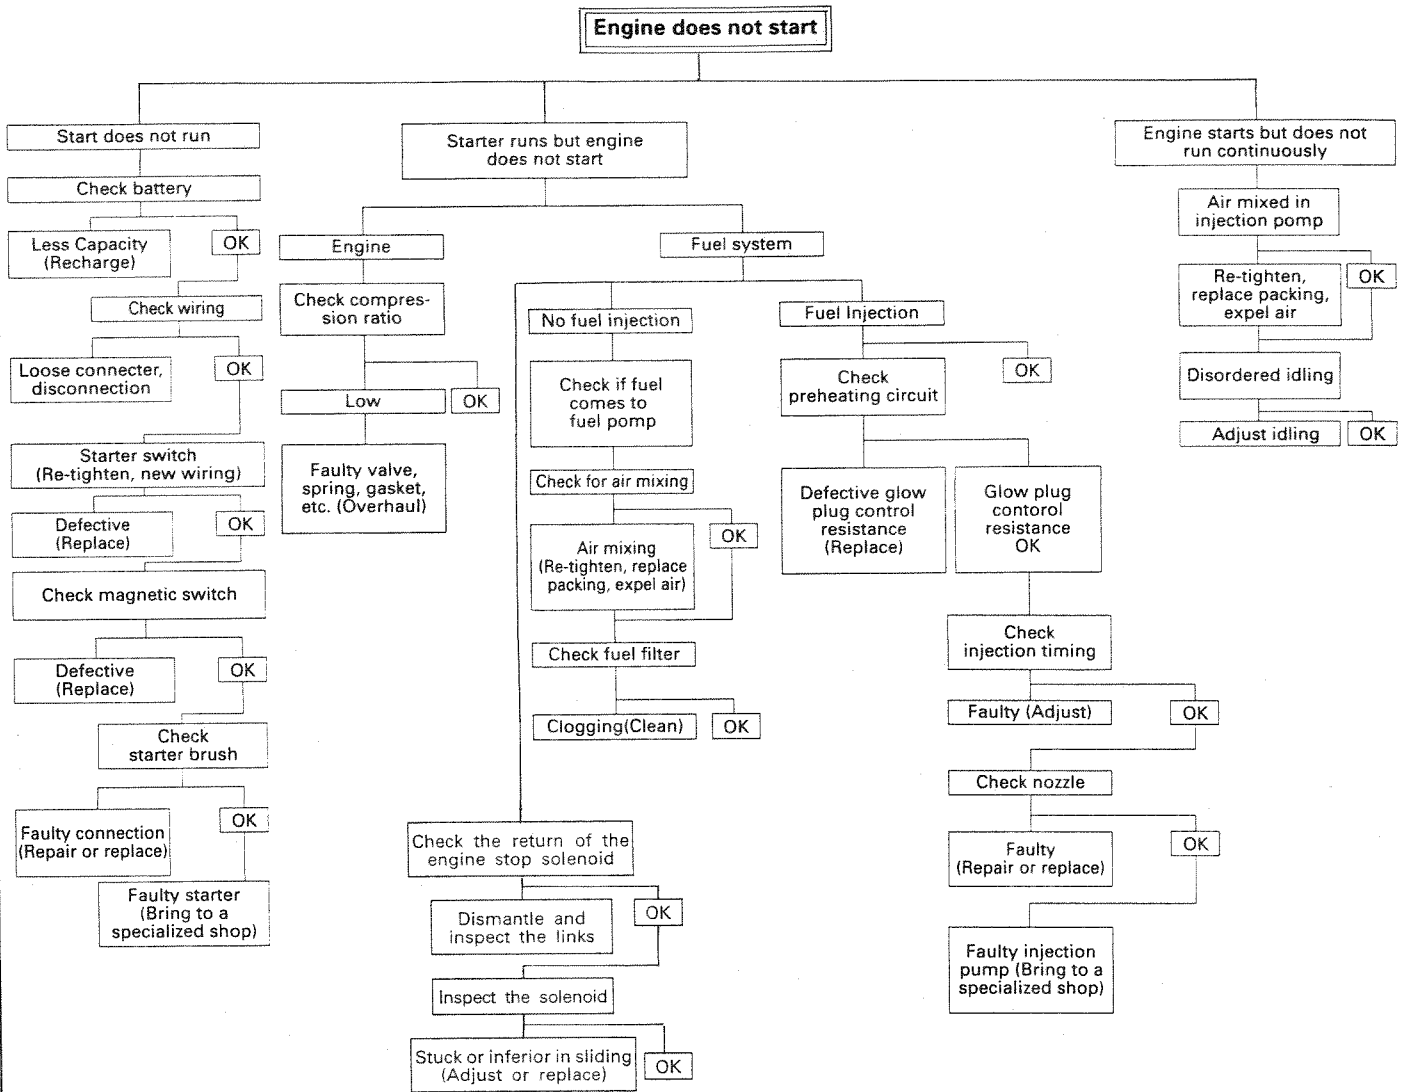 Engine does not start
Start does not run
Check battery
Less Capacity
(Recharge)
OK
Check wiring
Loose connecter,
disconnection
OK
Starter switch
(Re-tighten, new wiring)
Defective
(Replace)
OK
Check magnetic switch
Defective
(Replace)
OK
Check
starter brush
Faulty connection
(Repair or replace)
OK
Faulty starter
(Bring to a
specialized shop)
Starter runs but engine
does not start
Engine
Check compres-
sion ratio
Low
OK
Faulty valve,
spring, gasket,
etc. (Overhaul)
Fuel system
No fuel injection
Check if fuel
comes to
fuel pomp
Check for air mixing
Air mixing
(Re-tighten, replace
packing, expel air)
OK
Check fuel filter
Clogging(Clean)
OK
Check the return of the
engine stop solenoid
Dismantle and
inspect the links
OK
Inspect the solenoid
Stuck or inferior in sliding
(Adjust or replace)
OK
Fuel Injection
Check
preheating circuit
OK
Defective glow
plug control
resistance
(Replace)
Glow plug
contorol
resistance
OK
Check
injection timing
Faulty (Adjust)
OK
Check nozzle
Faulty
(Repair or replace)
OK
Faulty injection
pump (Bring to a
specialized shop)
Engine starts but does not
run continuously
Air mixed in
injection pomp
Re-tighten,
replace packing,
expel air
OK
Disordered idling
Adjust idling
OK